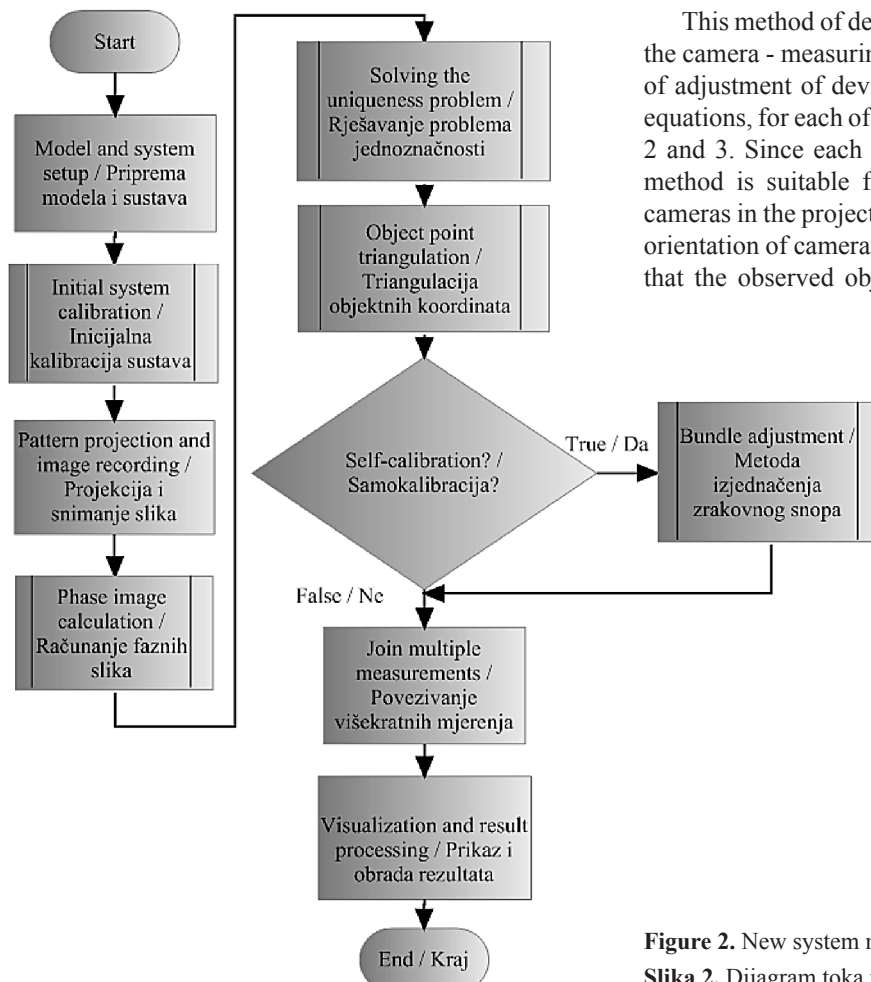 Start
Model and system
setup / Priprema
modela i sustava
Initial system
calibration /
Inicijalna
kalibracija sustava
Pattern projection and
image recording /
Projekcija i
snimanje slika
Phase image
calculation /
Računanje faznih
slika
Solving the
uniqueness problem /
Rješavanje problema
jednoznačnosti
Object point
triangulation /
Triangulacija
objektnih koordinata
Self-calibration? /
Samokalibracija?
True / Da
Bundle adjustment /
Metoda
izjednačenja
zrakovnog snopa
False / Ne
Join multiple
measurements /
Povezivanje
višekratnih mjerenja
Visualization and result
processing / Prikaz i
obrada rezultata
End / Kraj
This method of de
the camera - measurin
of adjustment of devi
equations, for each of
2 and 3. Since each
method is suitable f
cameras in the project
orientation of camera
that the observed obj
Figure 2. New system
Slika 2. Dijagram toka